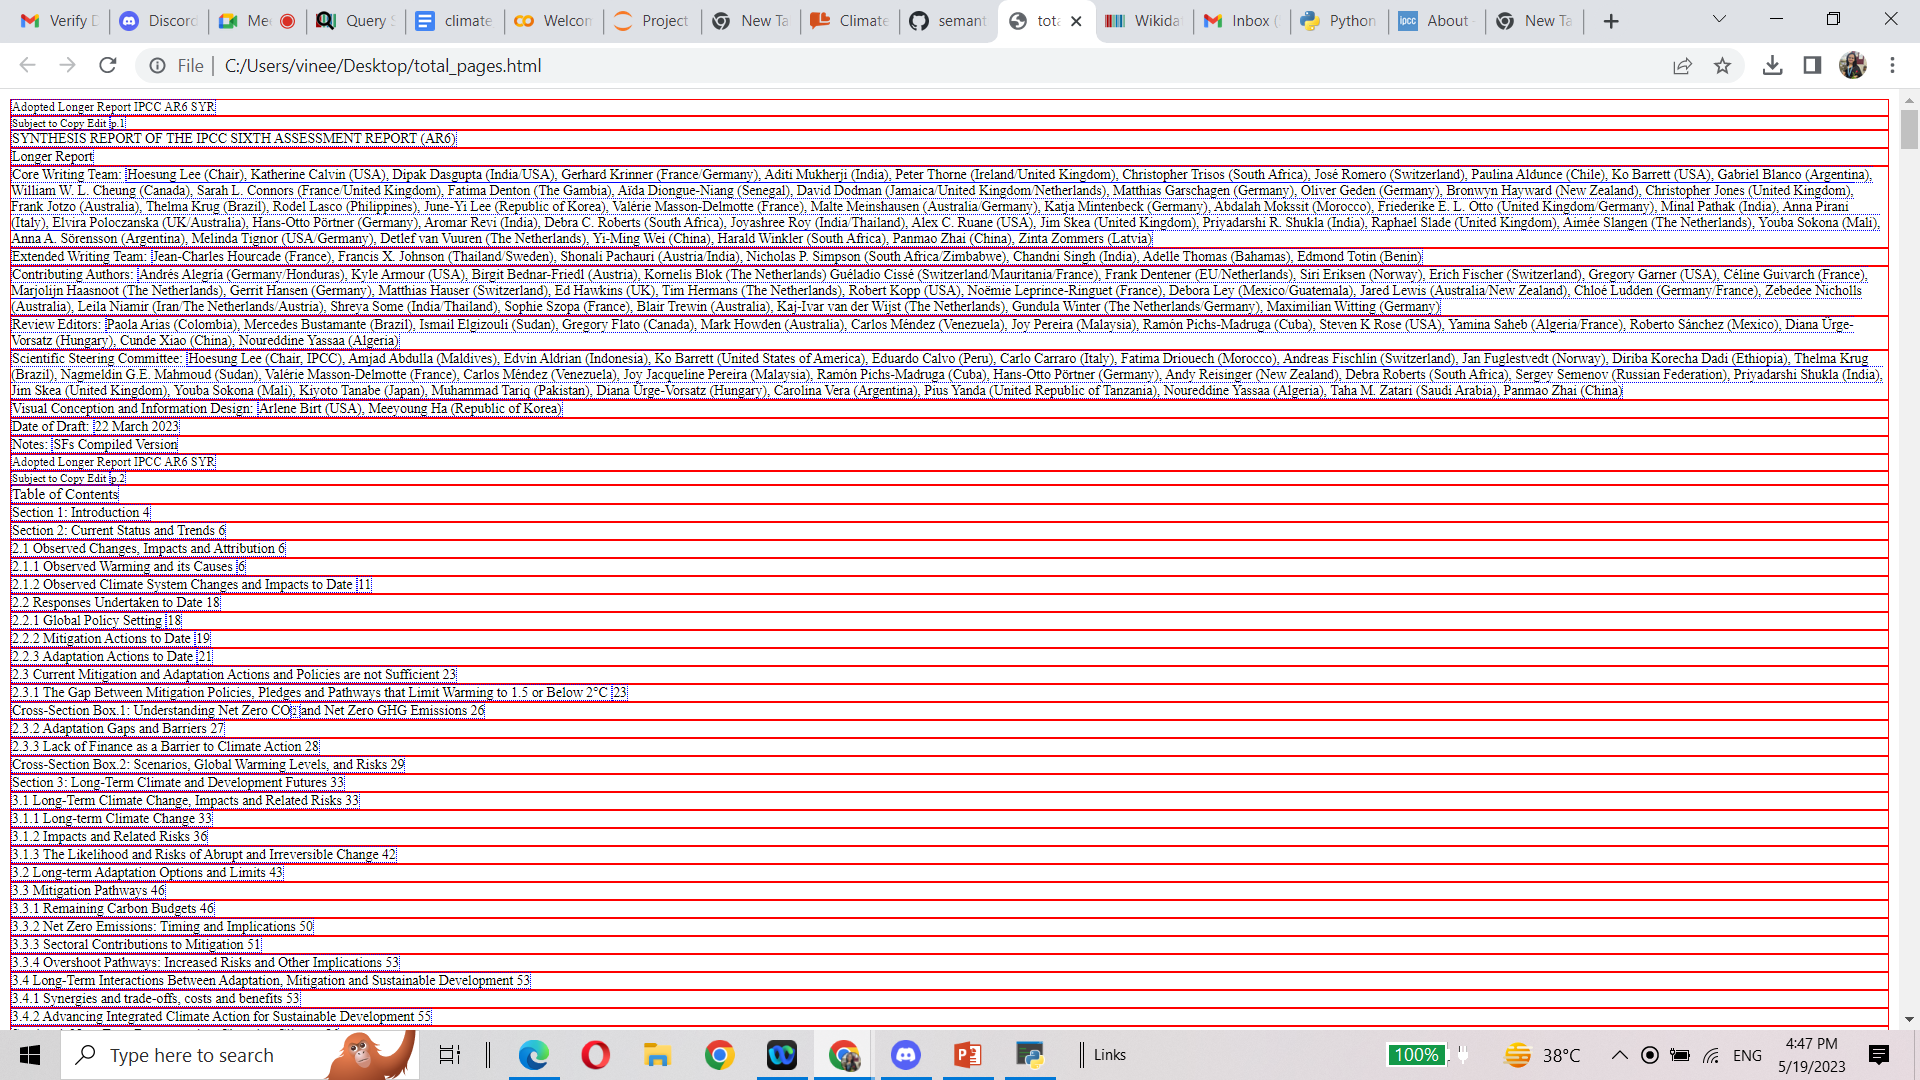 Verify D
Discord
Mee
Query S
climate
Welcon
Project
New Ta
Climate
semant
tota
Wikida
Inbox (
Python
ipcc About -
New Ta
File | C:/Users/vinee/Desktop/total_pages.html
Adopted Longer Report IPCC AR6 SYR
Subject to Copy Edit p.1
SYNTHESIS REPORT OF THE IPCC SIXTH ASSESSMENT REPORT (AR6)
Longer Report
Core Writing Team: Hoesung Lee (Chair), Katherine Calvin (USA), Dipak Dasgupta (India/USA), Gerhard Krinner (France/Germany), Aditi Mukherji (India), Peter Thorne (Ireland/United Kingdom), Christopher Trisos (South Africa), José Romero (Switzerland), Paulina Aldunce (Chile), Ko Barrett (USA), Gabriel Blanco (Argentina),
William W. L. Cheung (Canada), Sarah L. Connors (France/United Kingdom), Fatima Denton (The Gambia), Aïda Diongue-Niang (Senegal), David Dodman (Jamaica/United Kingdom/Netherlands), Matthias Garschagen (Germany), Oliver Geden (Germany), Bronwyn Hayward (New Zealand), Christopher Jones (United Kingdom),
Frank Jotzo (Australia), Thelma Krug (Brazil), Rodel Lasco (Philippines), June-Yi Lee (Republic of Korea), Valérie Masson-Delmotte (France), Malte Meinshausen (Australia/Germany), Katja Mintenbeck (Germany), Abdalah Mokssit (Morocco), Friederike E. L. Otto (United Kingdom/Germany), Minal Pathak (India), Anna Pirani
(Italy), Elvira Poloczanska (UK/Australia), Hans-Otto Pörtner (Germany), Aromar Revi (India), Debra C. Roberts (South Africa), Joyashree Roy (India/Thailand), Alex C. Ruane (USA), Jim Skea (United Kingdom), Priyadarshi R. Shukla (India), Raphael Slade (United Kingdom), Aimée Slangen (The Netherlands), Youba Sokona (Mali),
Anna A. Sörensson (Argentina), Melinda Tignor (USA/Germany), Detlef van Vuuren (The Netherlands), Yi-Ming Wei (China), Harald Winkler (South Africa), Panmao Zhai (China), Zinta Zommers (Latvia)
Extended Writing Team: Jean-Charles Hourcade (France), Francis X. Johnson (Thailand/Sweden), Shonali Pachauri (Austria/India), Nicholas P. Simpson (South Africa/Zimbabwe), Chandni Singh (India), Adelle Thomas (Bahamas), Edmond Totin (Benin)
Contributing Authors: Andrés Alegría (Germany/Honduras), Kyle Armour (USA), Birgit Bednar-Friedl (Austria), Kornelis Blok (The Netherlands) Guéladio Cissé (Switzerland/Mauritania/France), Frank Dentener (EU/Netherlands), Siri Eriksen (Norway), Erich Fischer (Switzerland), Gregory Garner (USA), Céline Guivarch (France),
Marjolijn Haasnoot (The Netherlands), Gerrit Hansen (Germany), Matthias Hauser (Switzerland), Ed Hawkins (UK), Tim Hermans (The Netherlands), Robert Kopp (USA), Noëmie Leprince-Ringuet (France), Debora Ley (Mexico/Guatemala), Jared Lewis (Australia/New Zealand), Chloé Ludden (Germany/France), Zebedee Nicholls
(Australia), Leila Niamir (Iran/The Netherlands/Austria), Shreya Some (India/Thailand), Sophie Szopa (France), Blair Trewin (Australia), Kaj-Ivar van der Wijst (The Netherlands), Gundula Winter (The Netherlands/Germany), Maximilian Witting (Germany)
Review Editors: Paola Arias (Colombia), Mercedes Bustamante (Brazil), Ismail Elgizouli (Sudan), Gregory Flato (Canada), Mark Howden (Australia), Carlos Méndez (Venezuela), Joy Pereira (Malaysia), Ramón Pichs-Madruga (Cuba), Steven K Rose (USA), Yamina Saheb (Algeria/France), Roberto Sánchez (Mexico), Diana Ürge-
Vorsatz (Hungary), Cunde Xiao (China), Noureddine Yassaa (Algeria)
Scientific Steering Committee: Hoesung Lee (Chair, IPCC), Amjad Abdulla (Maldives), Edvin Aldrian (Indonesia), Ko Barrett (United States of America), Eduardo Calvo (Peru), Carlo Carraro (Italy), Fatima Driouech (Morocco), Andreas Fischlin (Switzerland), Jan Fuglestvedt (Norway), Diriba Korecha Dadi (Ethiopia), Thelma Krug
(Brazil), Nagmeldin G.E. Mahmoud (Sudan), Valérie Masson-Delmotte (France), Carlos Méndez (Venezuela), Joy Jacqueline Pereira (Malaysia), Ramón Pichs-Madruga (Cuba), Hans-Otto Pörtner (Germany), Andy Reisinger (New Zealand), Debra Roberts (South Africa), Sergey Semenov (Russian Federation), Priyadarshi Shukla (India),
Jim Skea (United Kingdom), Youba Sokona (Mali), Kiyoto Tanabe (Japan), Muhammad Tariq (Pakistan), Diana Ürge-Vorsatz (Hungary), Carolina Vera (Argentina), Pius Yanda (United Republic of Tanzania), Noureddine Yassaa (Algeria), Taha M. Zatari (Saudi Arabia), Panmao Zhai (China)
Visual Conception and Information Design: Arlene Birt (USA), Meeyoung Ha (Republic of Korea)
Date of Draft: 22 March 2023
Notes: SFs Compiled Version
Adopted Longer Report IPCC AR6 SYR
Subject to Copy Edit p.2
Table of Contents
Section 1: Introduction 4
Section 2: Current Status and Trends 6
2.1 Observed Changes, Impacts and Attribution 6
2.1.1 Observed Warming and its Causes 6
2.1.2 Observed Climate System Changes and Impacts to Date 11
2.2 Responses Undertaken to Date 18
2.2.1 Global Policy Setting 18
2.2.2 Mitigation Actions to Date 19
2.2.3 Adaptation Actions to Date 21
2.3 Current Mitigation and Adaptation Actions and Policies are not Sufficient 23
2.3.1 The Gap Between Mitigation Policies, Pledges and Pathways that Limit Warming to 1.5 or Below 2°C 23
Cross-Section Box.1: Understanding Net Zero CO2 and Net Zero GHG Emissions 26
2.3.2 Adaptation Gaps and Barriers 27
2.3.3 Lack of Finance as a Barrier to Climate Action 28
Cross-Section Box.2: Scenarios, Global Warming Levels, and Risks 29
Section 3: Long-Term Climate and Development Futures 33
3.1 Long-Term Climate Change, Impacts and Related Risks 33
3.1.1 Long-term Climate Change 33
3.1.2 Impacts and Related Risks 36
3.1.3 The Likelihood and Risks of Abrupt and Irreversible Change 42
3.2 Long-term Adaptation Options and Limits 43
3.3 Mitigation Pathways 46
3.3.1 Remaining Carbon Budgets 46
3.3.2 Net Zero Emissions: Timing and Implications 50
3.3.3 Sectoral Contributions to Mitigation 51
3.3.4 Overshoot Pathways: Increased Risks and Other Implications 53
3.4 Long-Term Interactions Between Adaptation, Mitigation and Sustainable Development 53
3.4.1 Synergies and trade-offs, costs and benefits 53
3.4.2 Advancing Integrated Climate Action for Sustainable Development 55
Type here to search
Links
100%
38°C
ENG
4:47 PM
5/19/2023